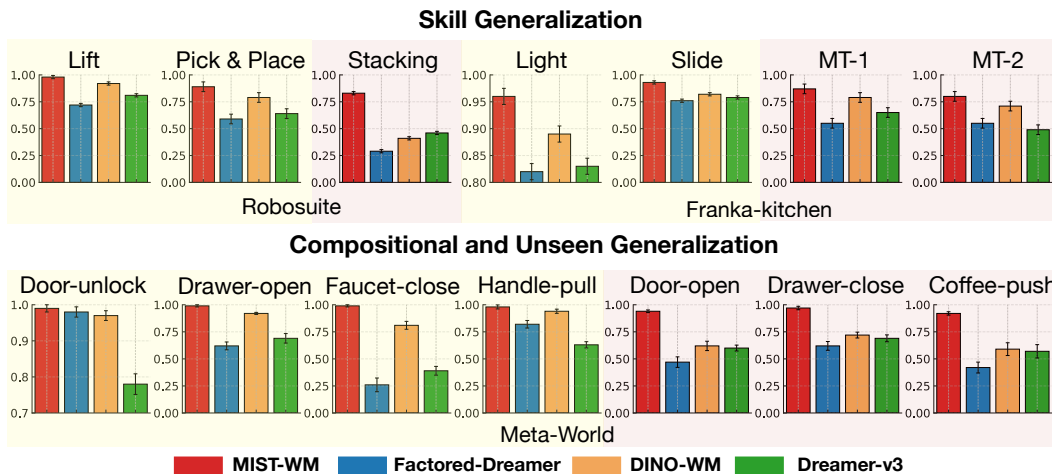 Skill Generalization
Lift Pick & Place Stacking Light Slide MT-1 MT-2
1.00 1.00 1.00 1.00 1.00 1.00 1.00
0.75 0.75 0.75 0.95 0.75 0.75 0.75
0.50 0.50 0.50 0.90 0.50 0.50 0.50
0.25 0.25 0.25 0.85 0.25 0.25 0.25
0.00 0.00 0.00 0.80 0.00 0.00 0.00
Robosuite Franka-kitchen
Compositional and Unseen Generalization
Door-unlock Drawer-open Faucet-close Handle-pull Door-open Drawer-close Coffee-push
1.0 1.00 1.00 1.00 1.00 1.00 1.00
0.9 0.75 0.75 0.75 0.75 0.75 0.75
0.8 0.50 0.50 0.50 0.50 0.50 0.50
0.7 0.25 0.25 0.25 0.25 0.25 0.25
0.00 0.00 0.00 0.00 0.00 0.00
Meta-World
MIST-WM Factored-Dreamer DINO-WM Dreamer-v3